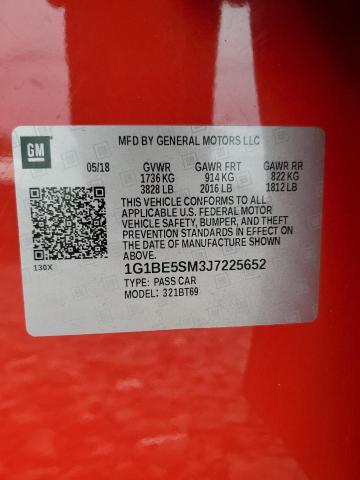 GM
MFD BY GENERAL MOTORS LLC
05/18 GVWR GAWR FRT GAWR RR
1736 KG 914 KG 822 KG
3828 LB 2016 LB 1812 LB
THIS VEHICLE CONFORMS TO ALL
APPLICABLE U.S. FEDERAL MOTOR
VEHICLE SAFETY, BUMPER, AND THEFT
PREVENTION STANDARDS IN EFFECT
ON THE DATE OF MANUFACTURE SHOWN
ABOVE.
130X
1G1BE5SM3J7225652
TYPE: PASS CAR
MODEL: 321BT69